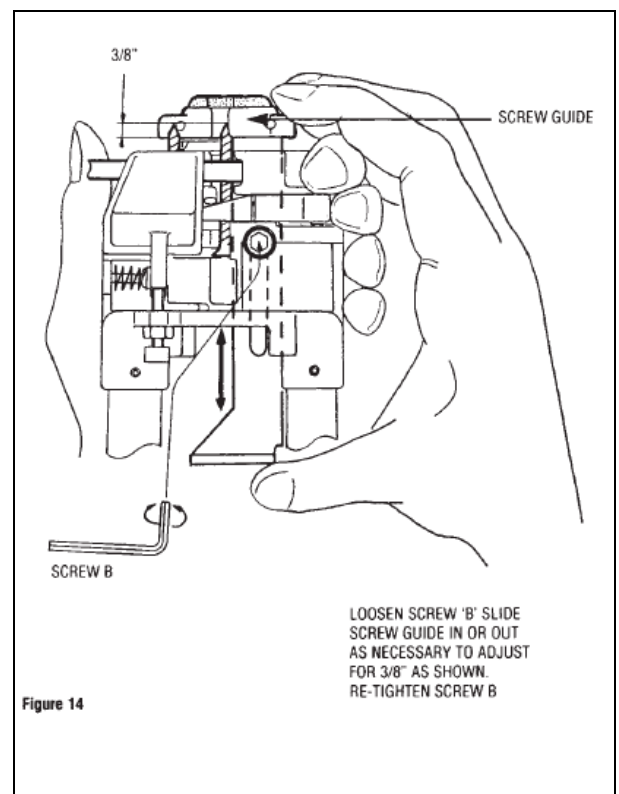 3/8"
SCREW GUIDE
SCREW B
LOOSEN SCREW 'B' SLIDE
SCREW GUIDE IN OR OUT
AS NECESSARY TO ADJUST
FOR 3/8" AS SHOWN.
RE-TIGHTEN SCREW B
Figure 14